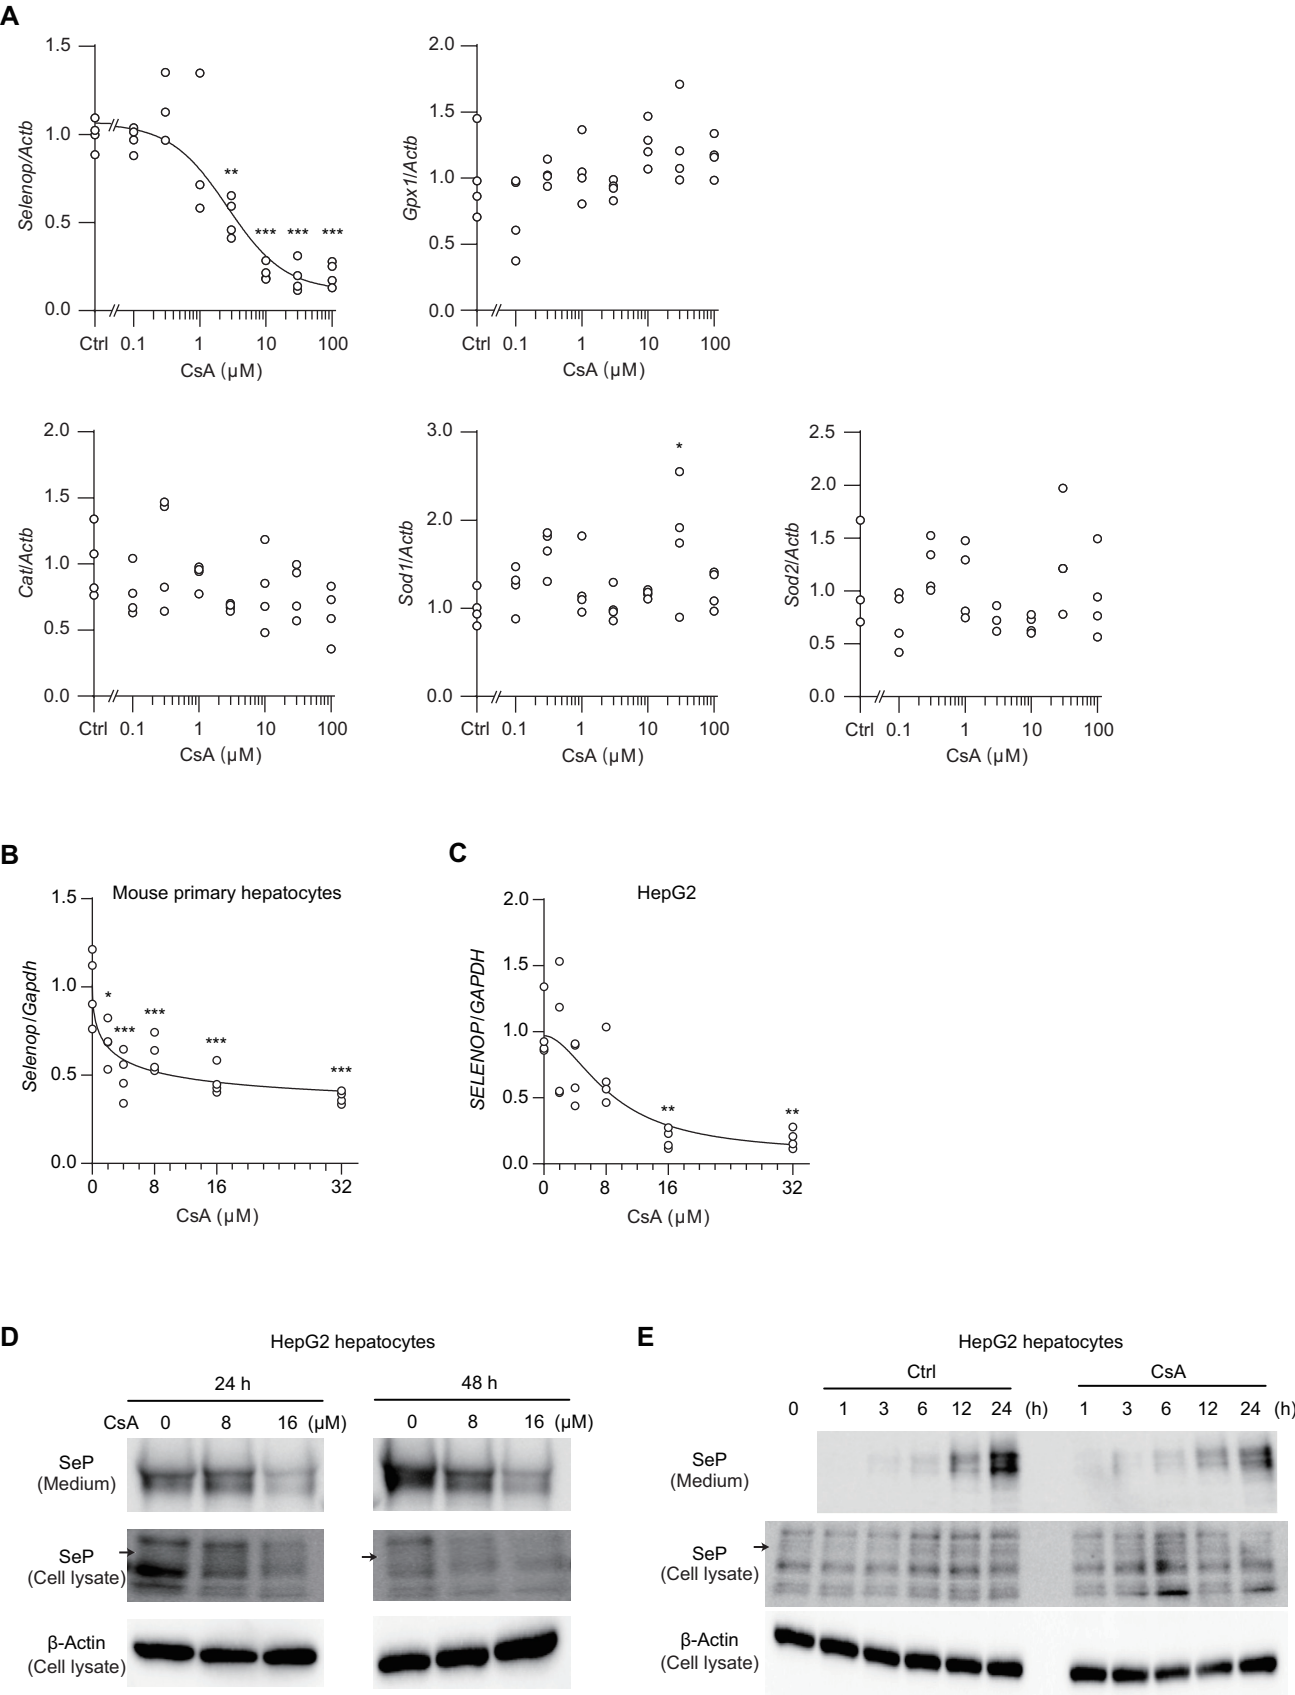 A
1.5
1.0
0.5
0.0
Selenop/Actb
**
*** *** ***
Ctrl 0.1 1 10 100
CsA (μM)
2.0
1.5
1.0
0.5
0.0
Gpx1/Actb
Ctrl 0.1 1 10 100
CsA (μM)
2.0
1.5
1.0
0.5
0.0
Cat/Actb
Ctrl 0.1 1 10 100
CsA (μM)
3.0
2.0
1.0
0.0
Sod1/Actb
*
Ctrl 0.1 1 10 100
CsA (μM)
2.5
2.0
1.5
1.0
0.5
0.0
Sod2/Actb
Ctrl 0.1 1 10 100
CsA (μM)
B
Mouse primary hepatocytes
1.5
1.0
0.5
0.0
Selenop/Gapdh
* *** *** *** ***
0 8 16 32
CsA (μM)
C
HepG2
2.0
1.5
1.0
0.5
0.0
SELENOP/GAPDH
** **
0 8 16 32
CsA (μM)
D
HepG2 hepatocytes
24 h 48 h
CsA 0 8 16 (μM) 0 8 16 (μM)
SeP
(Medium)
SeP
(Cell lysate)
β-Actin
(Cell lysate)
E
HepG2 hepatocytes
Ctrl CsA
0 1 3 6 12 24 (h) 1 3 6 12 24 (h)
SeP
(Medium)
SeP
(Cell lysate)
β-Actin
(Cell lysate)